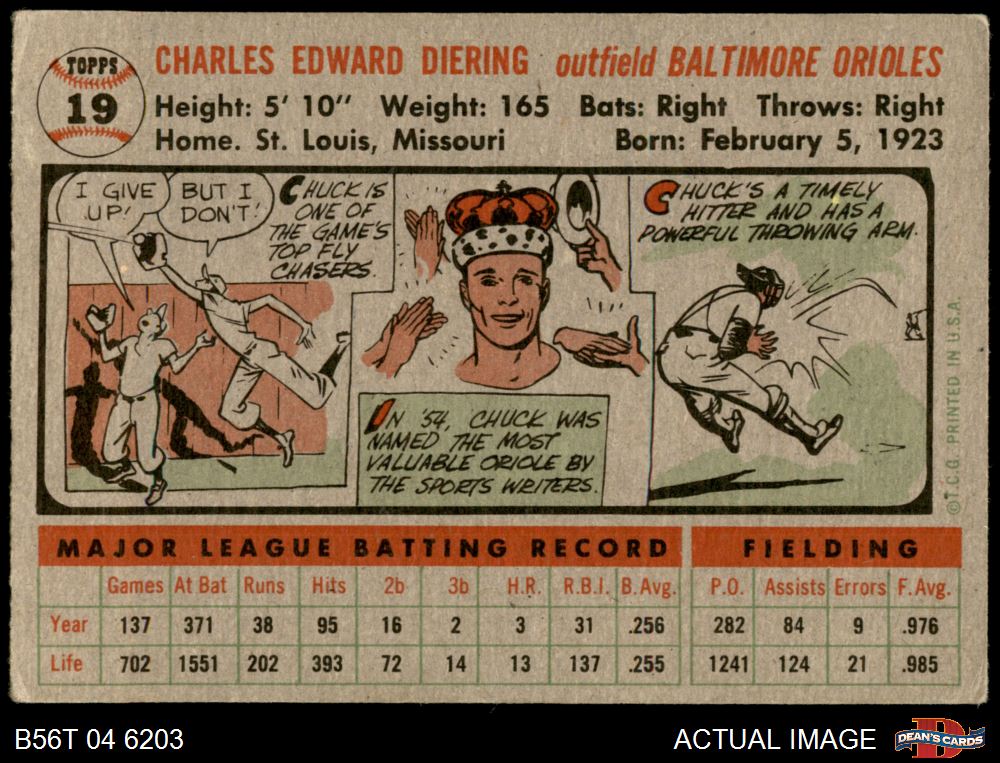 TOPPS
19
CHARLES EDWARD DIERING outfield BALTIMORE ORIOLES
Height: 5' 10" Weight: 165 Bats: Right Throws: Right
Home. St. Louis, Missouri Born: February 5, 1923
I GIVE
UP!
BUT I
DON'T!
CHUCK IS
ONE OF
THE GAME'S
TOP FLY
CHASERS.
IN '54, CHUCK WAS
NAMED THE MOST
VALUABLE ORIOLE BY
THE SPORTS WRITERS.
CHUCK'S A TIMELY
HITTER AND HAS A
POWERFUL THROWING ARM.
©T.C.G. PRINTED IN U.S.A.
MAJOR LEAGUE BATTING RECORD FIELDING
Games At Bat Runs Hits 2b 3b H.R. R.B.I. B.Avg. P.O. Assists Errors F.Avg.
Year 137 371 38 95 16 2 3 31 .256 282 84 9 .976
Life 702 1551 202 393 72 14 13 137 .255 1241 124 21 .985
B56T 04 6203 ACTUAL IMAGE DEAN'S CARDS